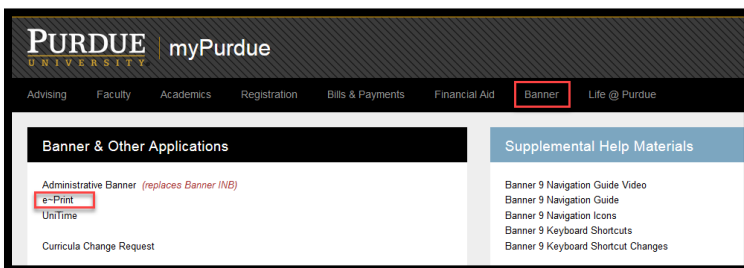 PURDUE
UNIVERSITY
myPurdue
Advising Faculty Academics Registration Bills & Payments Financial Aid Banner Life @ Purdue
Banner & Other Applications
Administrative Banner (replaces Banner INB)
e~Print
UniTime
Curricula Change Request
Supplemental Help Materials
Banner 9 Navigation Guide Video
Banner 9 Navigation Guide
Banner 9 Navigation Icons
Banner 9 Keyboard Shortcuts
Banner 9 Keyboard Shortcut Changes